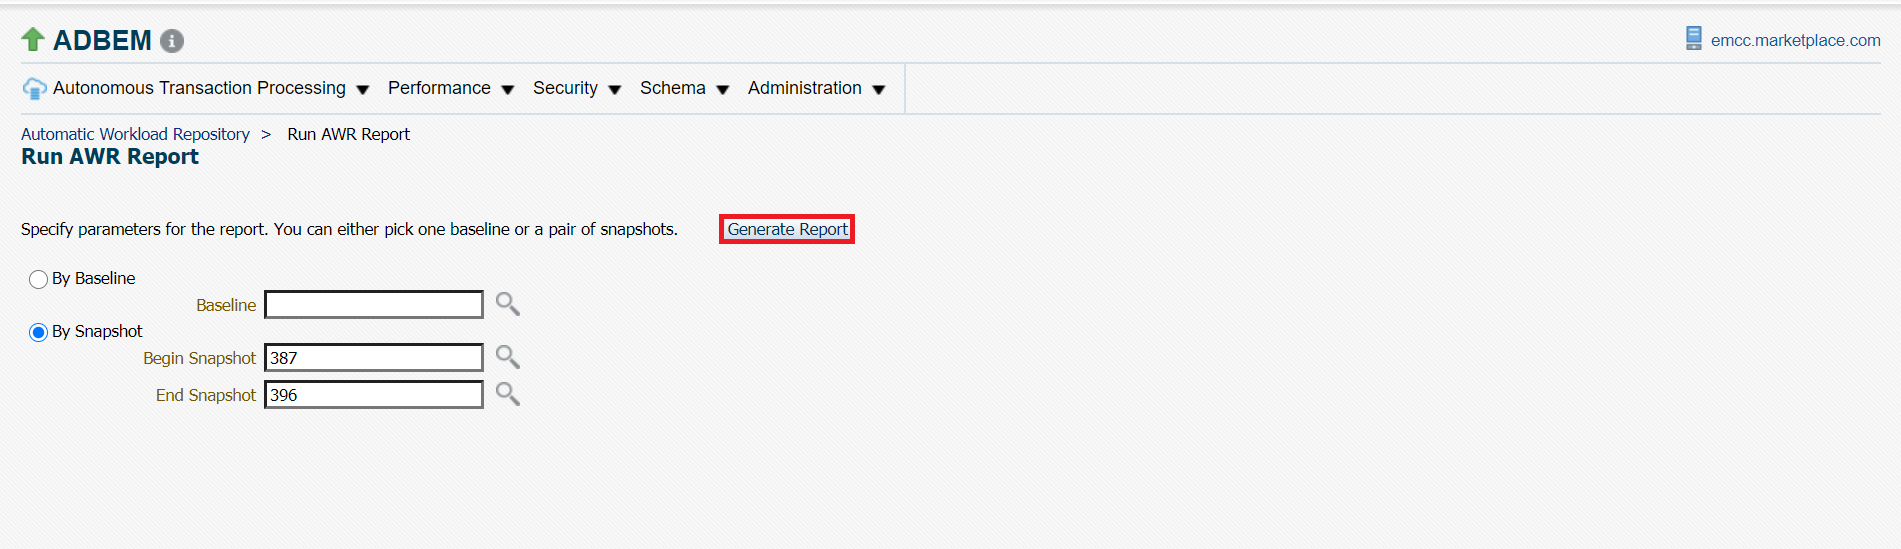 ADBEM
emcc.marketplace.com
Autonomous Transaction Processing Performance Security Schema Administration
Automatic Workload Repository > Run AWR Report
Run AWR Report
Specify parameters for the report. You can either pick one baseline or a pair of snapshots. Generate Report
By Baseline
Baseline
By Snapshot
Begin Snapshot 387
End Snapshot 396